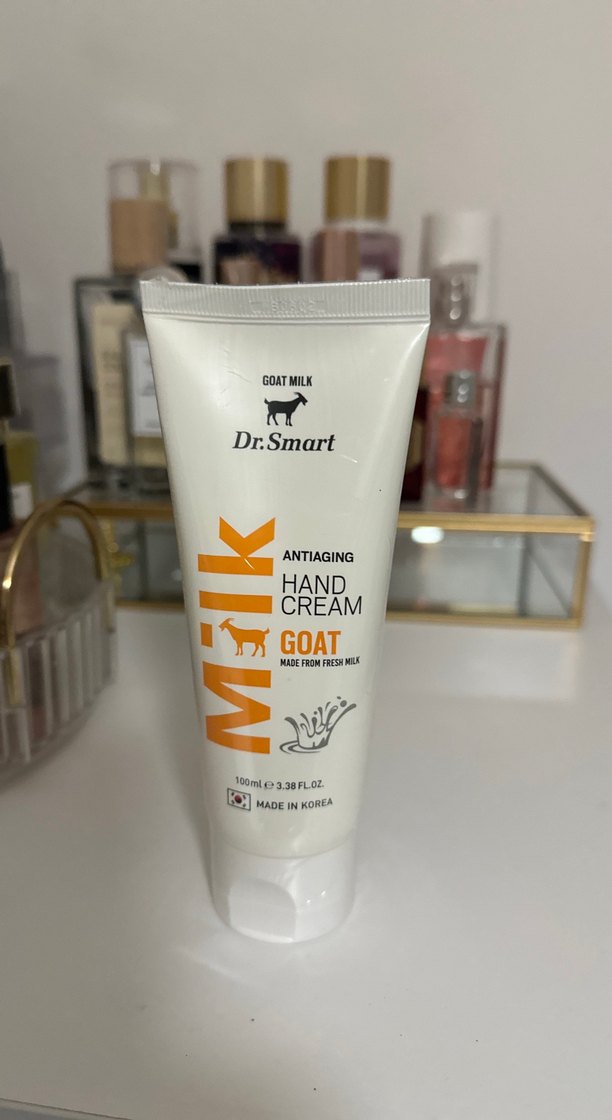 GOAT MILK
Dr.Smart
Milk
ANTIAGING
HAND
CREAM
GOAT
MADE FROM FRESH MILK
100ml ℮ 3.38 FL.OZ.
MADE IN KOREA